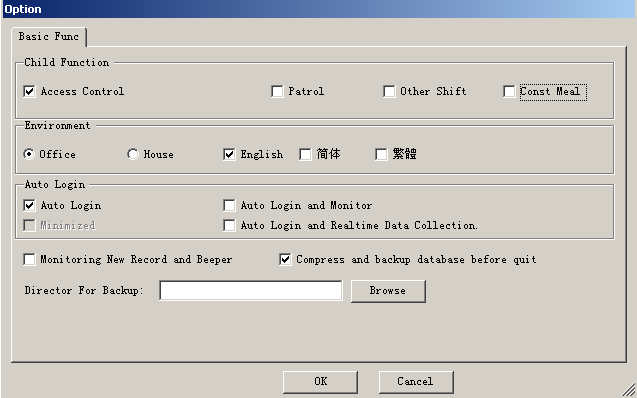 Option
Basic Func
Child Function
Access Control Patrol Other Shift Const Meal
Environment
Office House English 简体 繁體
Auto Login
Auto Login Auto Login and Monitor
Minimized Auto Login and Realtime Data Collection.
Monitoring New Record and Beeper Compress and backup database before quit
Director For Backup: Browse
OK Cancel